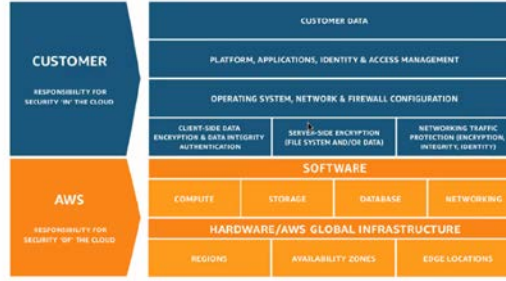 CUSTOMER DATA
CUSTOMER
PLATFORM, APPLICATIONS, IDENTITY & ACCESS MANAGEMENT
RESPONSIBILITY FOR
SECURITY 'IN' THE CLOUD
OPERATING SYSTEM, NETWORK & FIREWALL CONFIGURATION
CLIENT-SIDE DATA
ENCRYPTION & DATA INTEGRITY
AUTHENTICATION
SERVER-SIDE ENCRYPTION
(FILE SYSTEM AND/OR DATA)
NETWORKING TRAFFIC
PROTECTION (ENCRYPTION,
INTEGRITY, IDENTITY)
AWS
RESPONSIBILITY FOR
SECURITY 'OF' THE CLOUD
SOFTWARE
COMPUTE
STORAGE
DATABASE
NETWORKING
HARDWARE/AWS GLOBAL INFRASTRUCTURE
REGIONS
AVAILABILITY ZONES
EDGE LOCATIONS